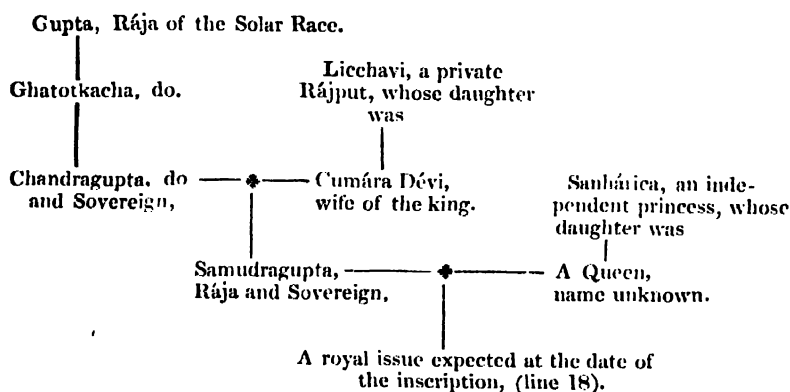 Gupta, Rája of the Solar Race.
Licchavi, a private
Ghatotkacha, do.
Rájput, whose daughter
was
Chandragupta. do
and Sovereign,
Cumára Dévi,
wife of the king.
Sanhárica, an inde-
pendent princess, whose
daughter was
Samudragupta,
Rája and Sovereign,
A Queen,
name unknown.
A royal issue expected at the date of
the inscription, (line 18).